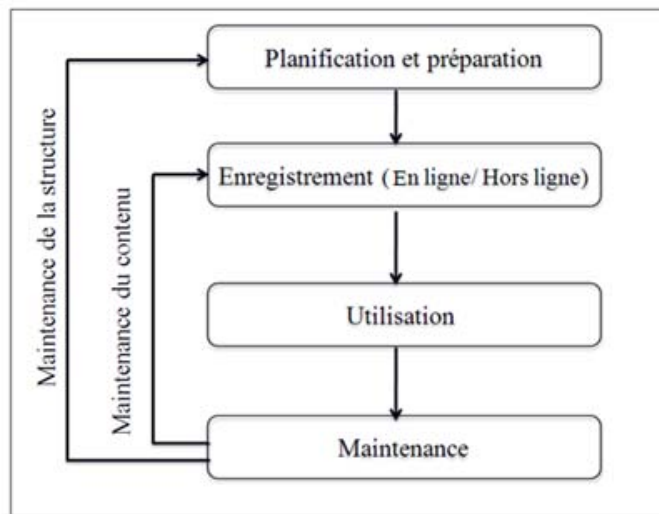 Planification et préparation
Enregistrement (En ligne/ Hors ligne)
Utilisation
Maintenance
Maintenance de la structure
Maintenance du contenu